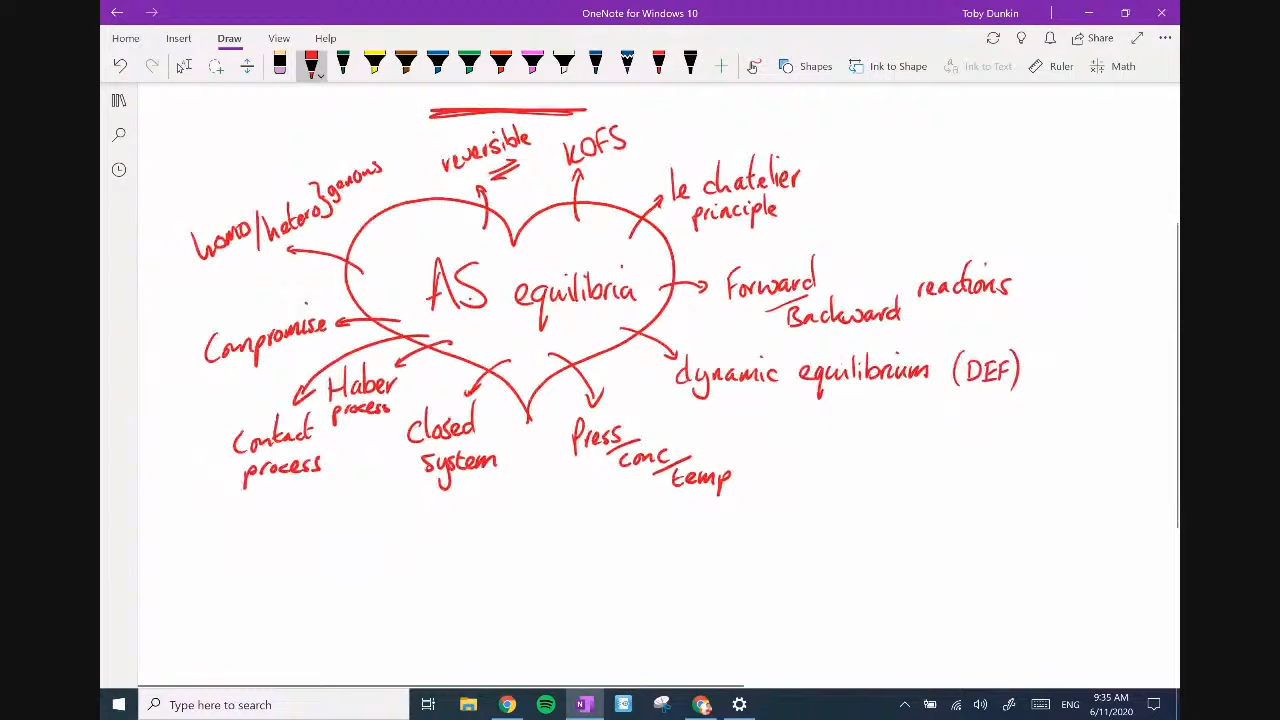 OneNote for Windows 10
Toby Dunkin
Home Insert Draw View Share
Shapes Ink to Shape Ink to Text Ruler Math
reversible
KOFS
le chatelier
principle
homo/hetero}genous
AS equilibria
Forward
Backward reactions
Compromise
dynamic equilibrium (DEF)
Haber
process
Contact
process
Closed
system
Press/
conc/
temp
Type here to search
ENG
9:35 AM
6/11/2020